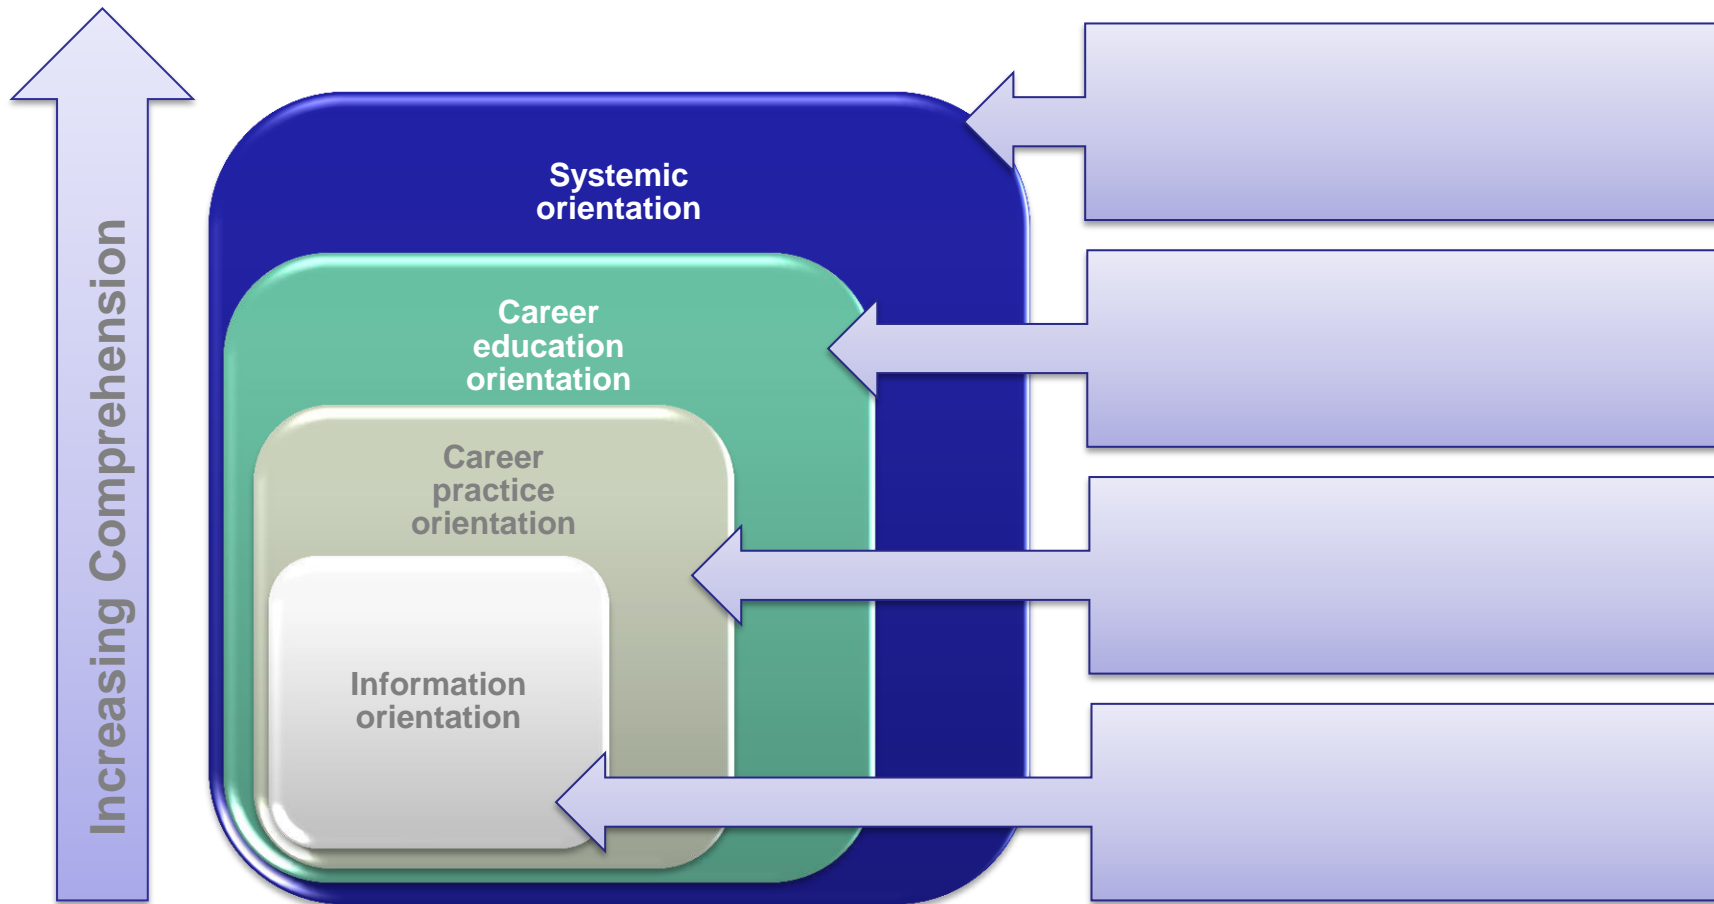 Increasing Comprehension
Systemic
orientation
Career
education
orientation
Career
practice
orientation
Information
orientation